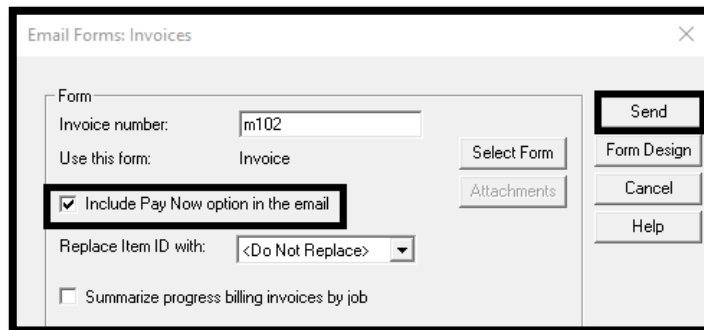 Email Forms: Invoices
Form
Invoice number:
m102
Send
Use this form:
Invoice
Select Form
Form Design
Include Pay Now option in the email
Attachments
Cancel
Replace Item ID with:
<Do Not Replace>
Help
Summarize progress billing invoices by job